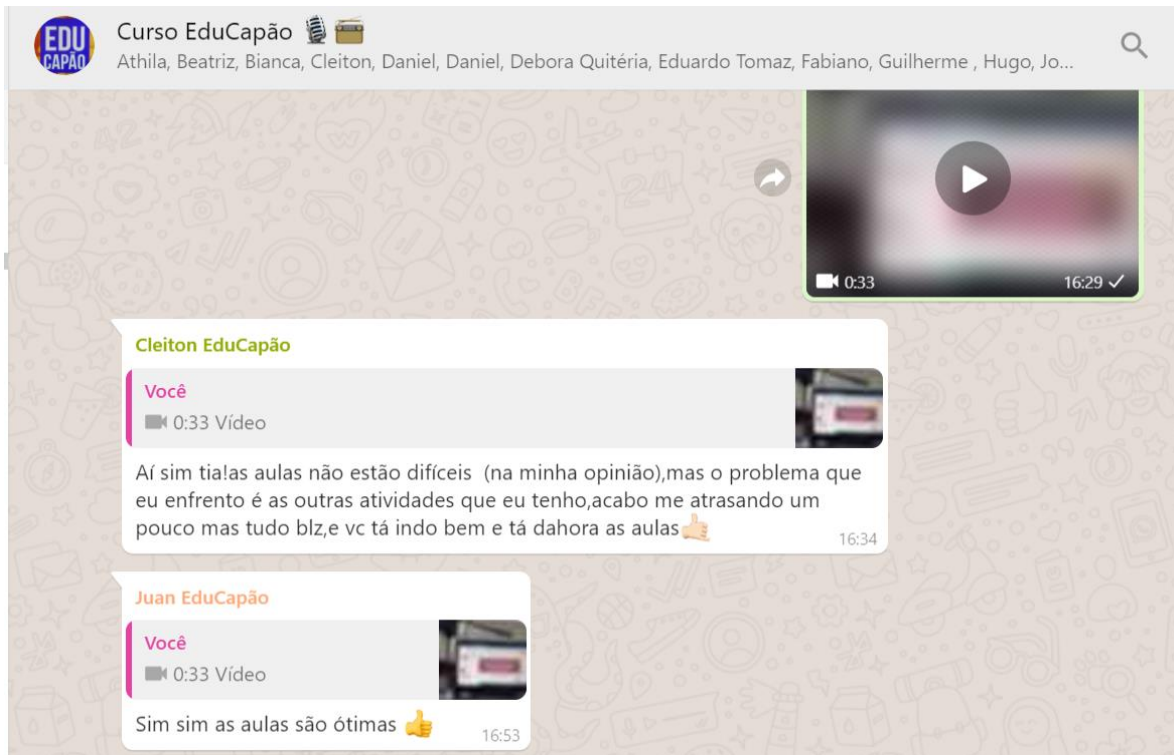 EDU
CAPÃO
Curso EduCapão 🎙️📻
Athila, Beatriz, Bianca, Cleiton, Daniel, Daniel, Debora Quitéria, Eduardo Tomaz, Fabiano, Guilherme , Hugo, Jo...
0:33 16:29
Cleiton EduCapão
Você
0:33 Vídeo
Aí sim tia!as aulas não estão difíceis  (na minha opinião),mas o problema que
eu enfrento é as outras atividades que eu tenho,acabo me atrasando um
pouco mas tudo blz,e vc tá indo bem e tá dahora as aulas🤙🏻
16:34
Juan EduCapão
Você
0:33 Vídeo
Sim sim as aulas são ótimas 👍
16:53